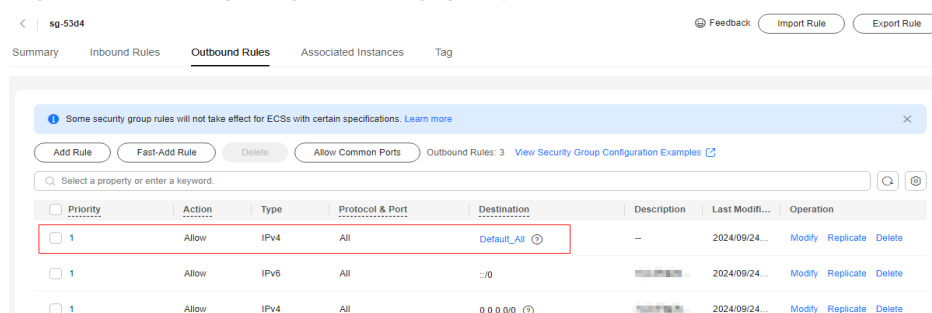 sg-53d4 Feedback Import Rule Export Rule
Summary Inbound Rules Outbound Rules Associated Instances Tag
Some security group rules will not take effect for ECSs with certain specifications. Learn more
Add Rule Fast-Add Rule Delete Allow Common Ports Outbound Rules: 3 View Security Group Configuration Examples
Select a property or enter a keyword.
Priority Action Type Protocol & Port Destination Description Last Modifi... Operation
1 Allow IPv4 All Default_All -- 2024/09/24... Modify Replicate Delete
1 Allow IPv6 All ::/0 2024/09/24... Modify Replicate Delete
1 Allow IPv4 All 0.0.0.0/0 2024/09/24... Modify Replicate Delete